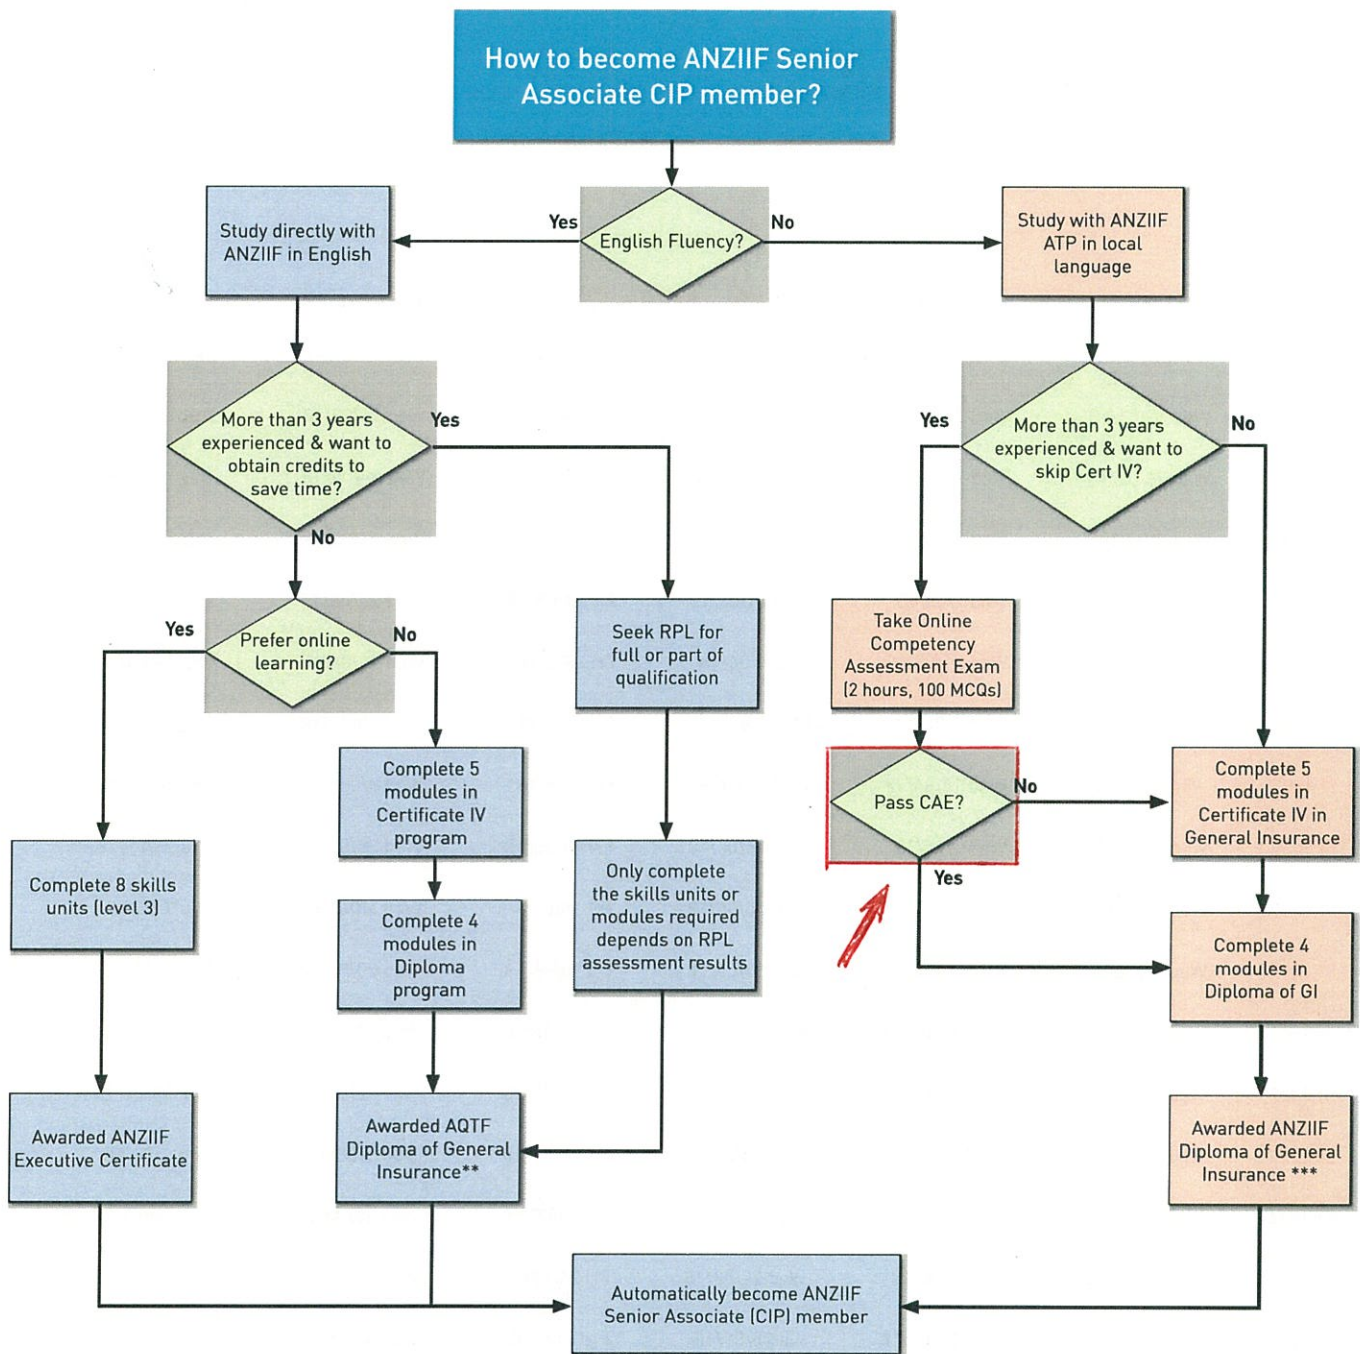 How to become ANZIIF Senior
Associate CIP member?
English Fluency?
Yes
No
Study directly with
ANZIIF in English
Study with ANZIIF
ATP in local
language
More than 3 years
experienced & want to
obtain credits to
save time?
Yes
No
More than 3 years
experienced & want to
skip Cert IV?
Yes
No
Prefer online
learning?
Yes
No
Seek RPL for
full or part of
qualification
Take Online
Competency
Assessment Exam
(2 hours, 100 MCQs)
Complete 5
modules in
Certificate IV
program
Pass CAE?
No
Yes
Complete 5
modules in
Certificate IV in
General Insurance
Complete 8 skills
units (level 3)
Complete 4
modules in
Diploma
program
Only complete
the skills units or
modules required
depends on RPL
assessment results
Complete 4
modules in
Diploma of GI
Awarded ANZIIF
Executive Certificate
Awarded AQTF
Diploma of General
Insurance**
Awarded ANZIIF
Diploma of General
Insurance ***
Automatically become ANZIIF
Senior Associate (CIP) member